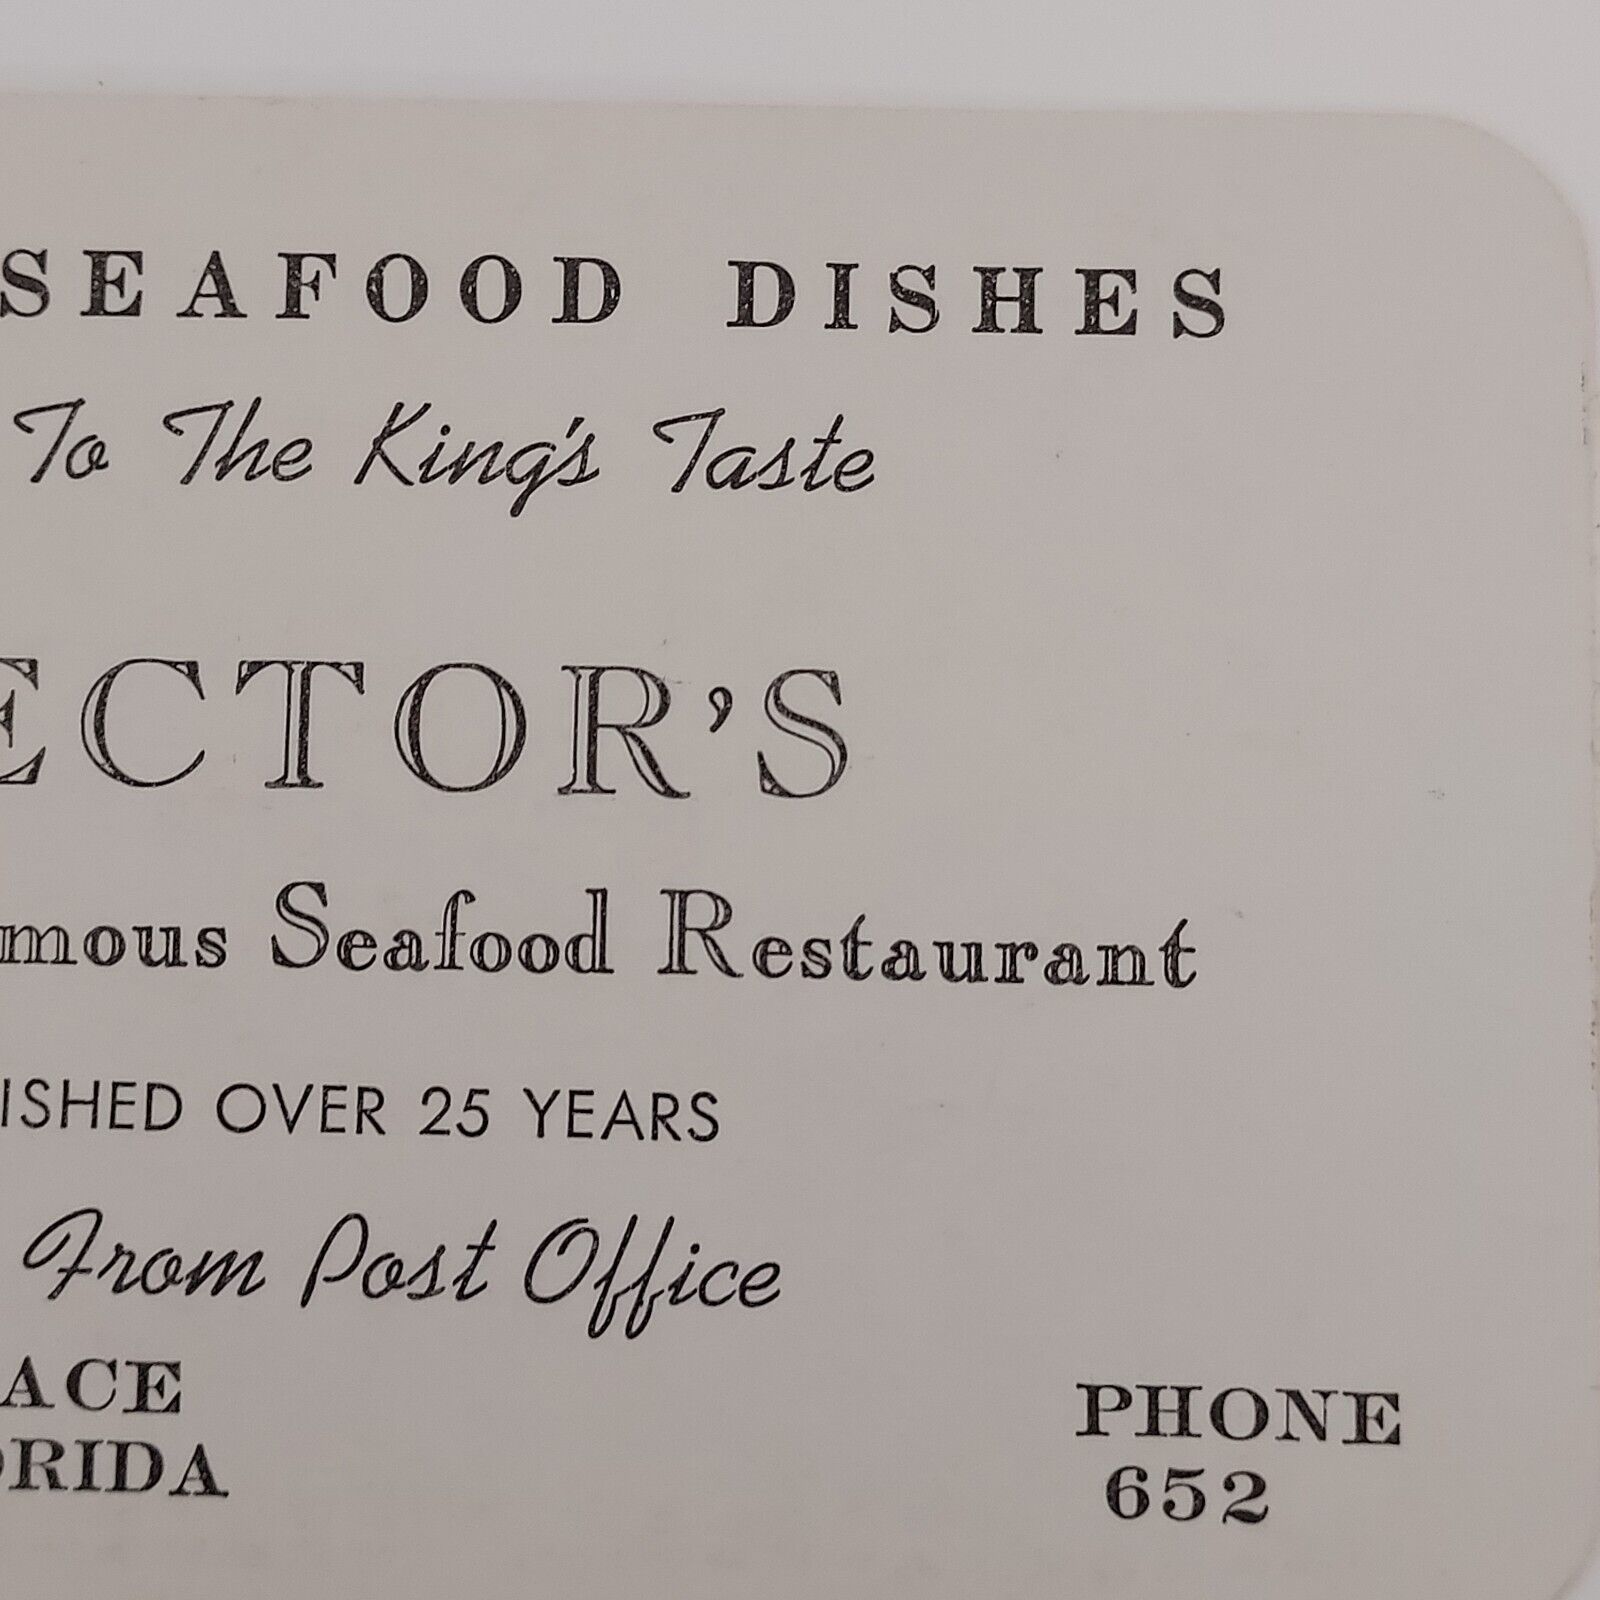 SEAFOOD DISHES
To The King's Taste
ECTOR'S
mous Seafood Restaurant
ISHED OVER 25 YEARS
From Post Office
ACE
ORIDA
PHONE
652